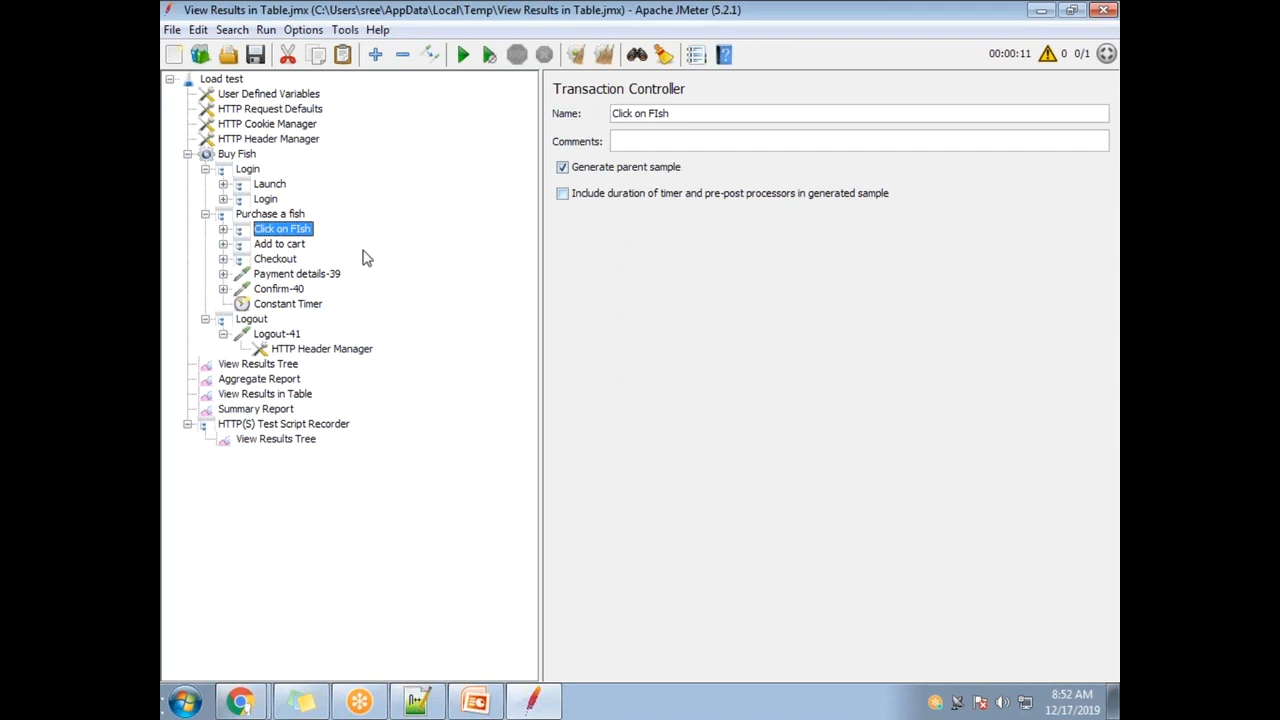 View Results in Table.jmx (C:\Users\sree\AppData\Local\Temp\View Results in Table.jmx) - Apache JMeter (5.2.1)
File Edit Search Run Options Tools Help
00:00:11 0 0/1
Load test
User Defined Variables
HTTP Request Defaults
HTTP Cookie Manager
HTTP Header Manager
Buy Fish
Login
Launch
Login
Purchase a fish
Click on FIsh
Add to cart
Checkout
Payment details-39
Confirm-40
Constant Timer
Logout
Logout-41
HTTP Header Manager
View Results Tree
Aggregate Report
View Results in Table
Summary Report
HTTP(S) Test Script Recorder
View Results Tree
Transaction Controller
Name: Click on FIsh
Comments:
Generate parent sample
Include duration of timer and pre-post processors in generated sample
8:52 AM
12/17/2019